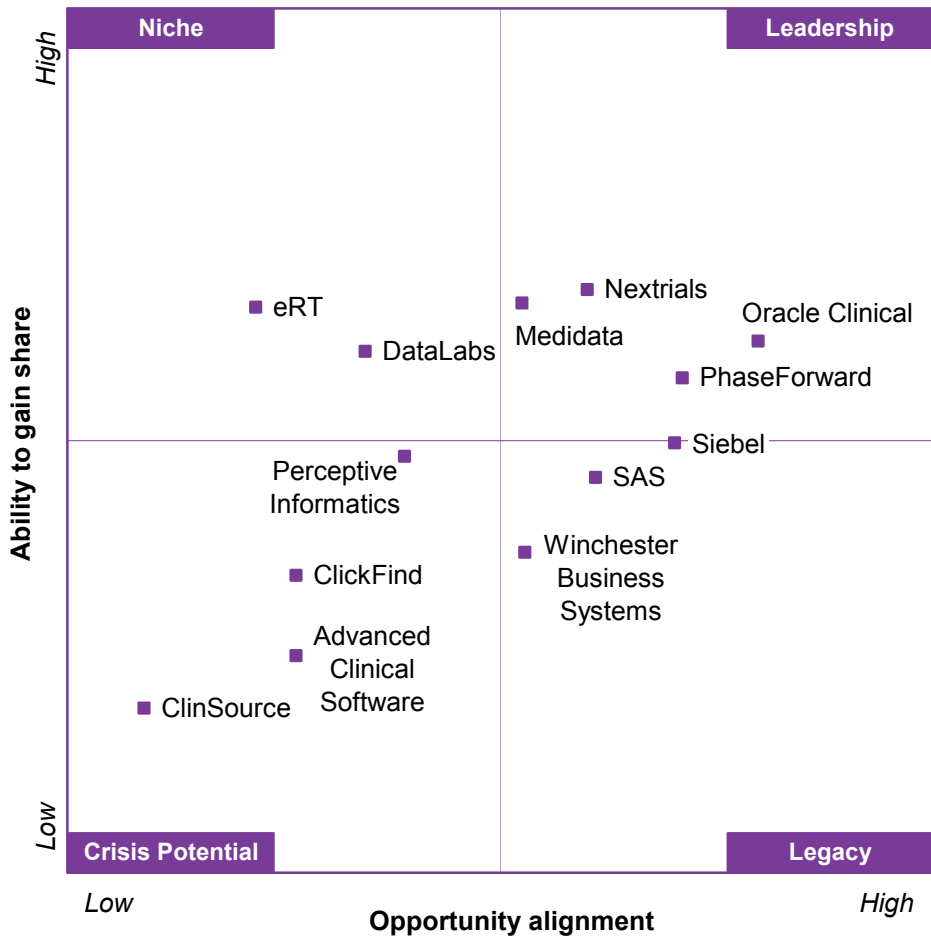 Niche
Leadership
High
eRT
Nextrials
Medidata
Oracle Clinical
DataLabs
PhaseForward
Ability to gain share
Siebel
Perceptive
Informatics
SAS
Winchester
Business
Systems
ClickFind
Advanced
Clinical
Software
ClinSource
Low
Crisis Potential
Legacy
Low
High
Opportunity alignment